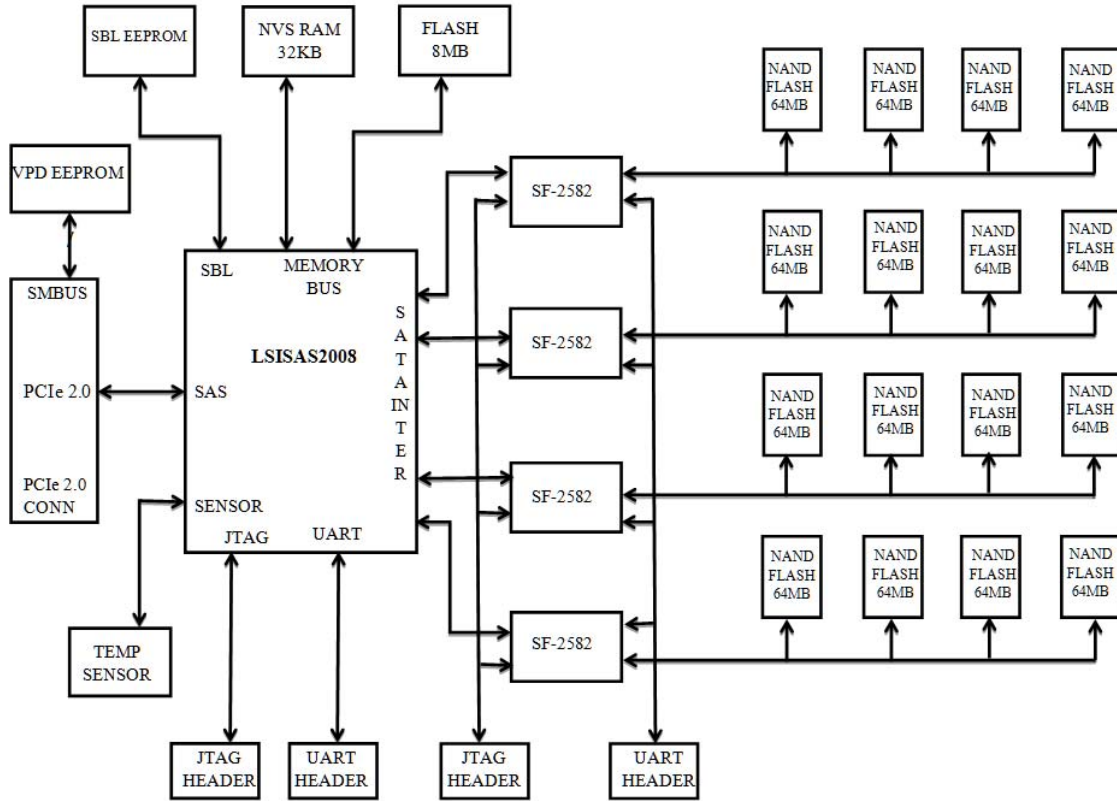 SBL EEPROM
NVS RAM
32KB
FLASH
8MB
NAND
FLASH
64MB
NAND
FLASH
64MB
NAND
FLASH
64MB
NAND
FLASH
64MB
VPD EEPROM
SF-2582
SMBUS
PCIe 2.0
PCIe 2.0
CONN
SBL
MEMORY
BUS
LSISAS2008
SAS
SENSOR
JTAG
UART
S
A
T
A
IN
T
E
R
NAND
FLASH
64MB
NAND
FLASH
64MB
NAND
FLASH
64MB
NAND
FLASH
64MB
SF-2582
NAND
FLASH
64MB
NAND
FLASH
64MB
NAND
FLASH
64MB
NAND
FLASH
64MB
SF-2582
NAND
FLASH
64MB
NAND
FLASH
64MB
NAND
FLASH
64MB
NAND
FLASH
64MB
SF-2582
TEMP
SENSOR
JTAG
HEADER
UART
HEADER
JTAG
HEADER
UART
HEADER